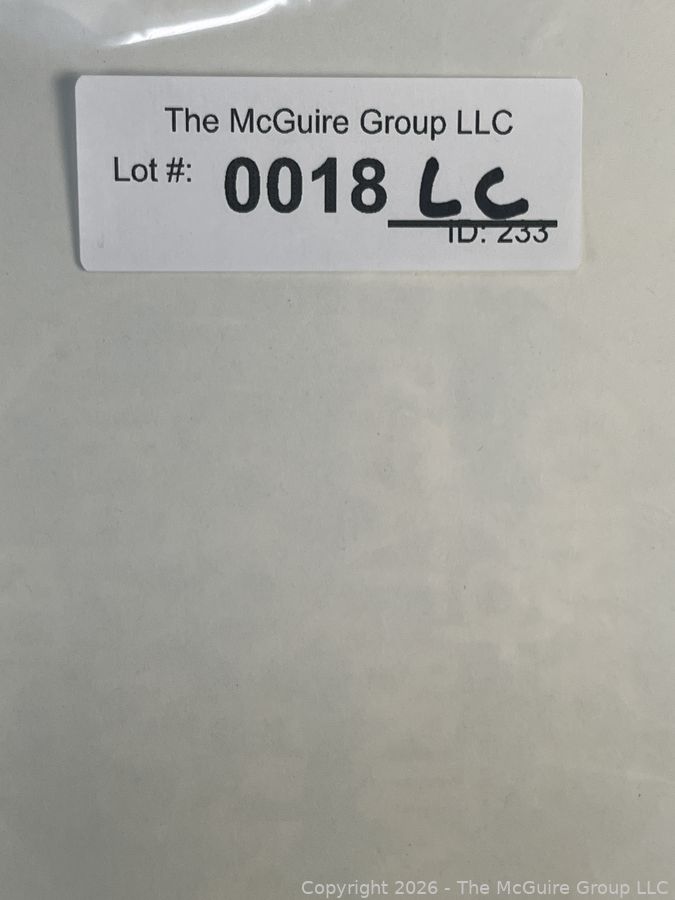 The McGuire Group LLC
Lot #: 0018 LC
ID: 233
Copyright 2026 - The McGuire Group LLC